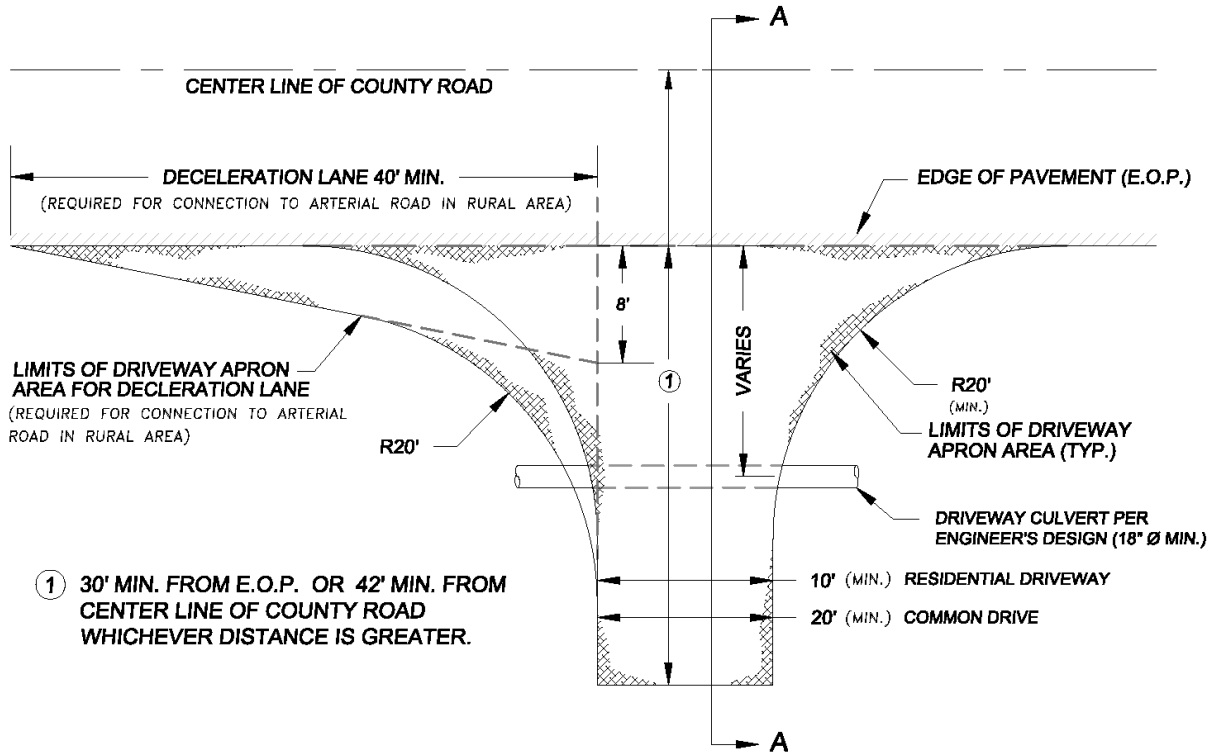 A
CENTER LINE OF COUNTY ROAD
DECELERATION LANE 40' MIN.
(REQUIRED FOR CONNECTION TO ARTERIAL ROAD IN RURAL AREA)
EDGE OF PAVEMENT (E.O.P.)
8'
VARIES
1
LIMITS OF DRIVEWAY APRON
AREA FOR DECLERATION LANE
(REQUIRED FOR CONNECTION TO ARTERIAL
ROAD IN RURAL AREA)
R20'
R20'
(MIN.)
LIMITS OF DRIVEWAY
APRON AREA (TYP.)
DRIVEWAY CULVERT PER
ENGINEER'S DESIGN (18" Ø MIN.)
1 30' MIN. FROM E.O.P. OR 42' MIN. FROM
CENTER LINE OF COUNTY ROAD
WHICHEVER DISTANCE IS GREATER.
10' (MIN.) RESIDENTIAL DRIVEWAY
20' (MIN.) COMMON DRIVE
A